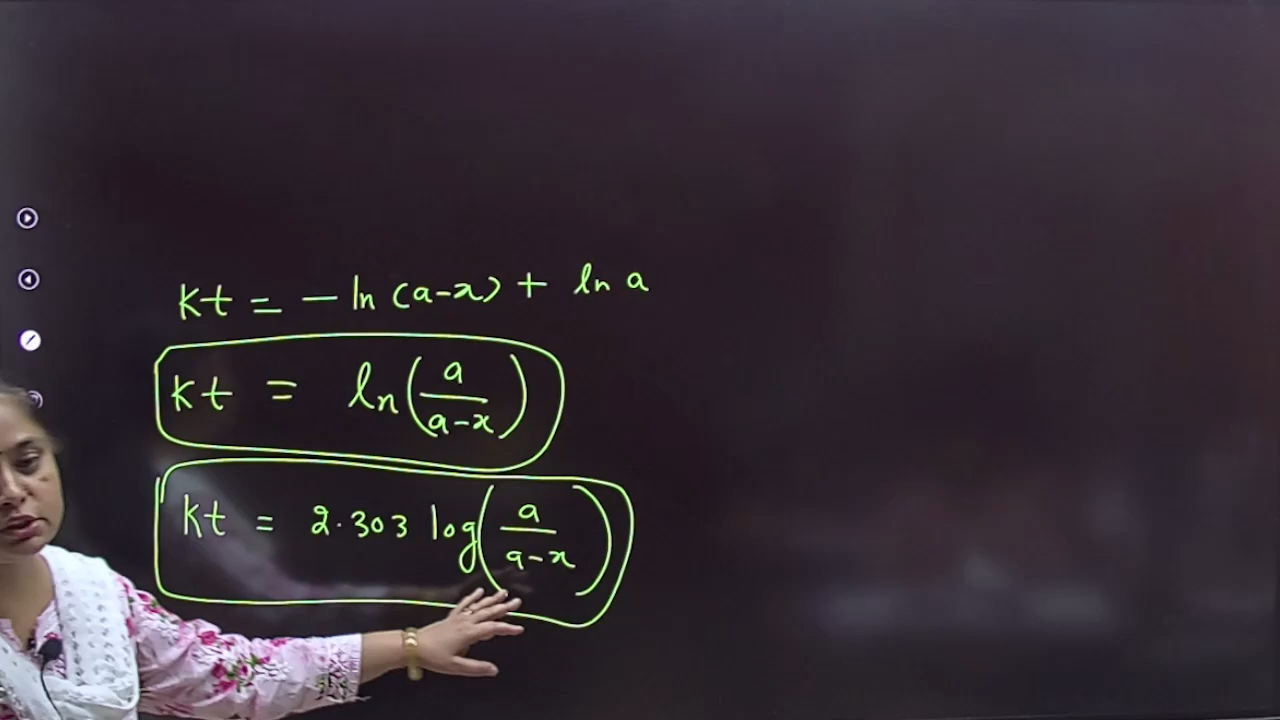 kt = - ln (a-x) + ln a
kt = ln (a/a-x)
kt = 2.303 log (a/a-x)